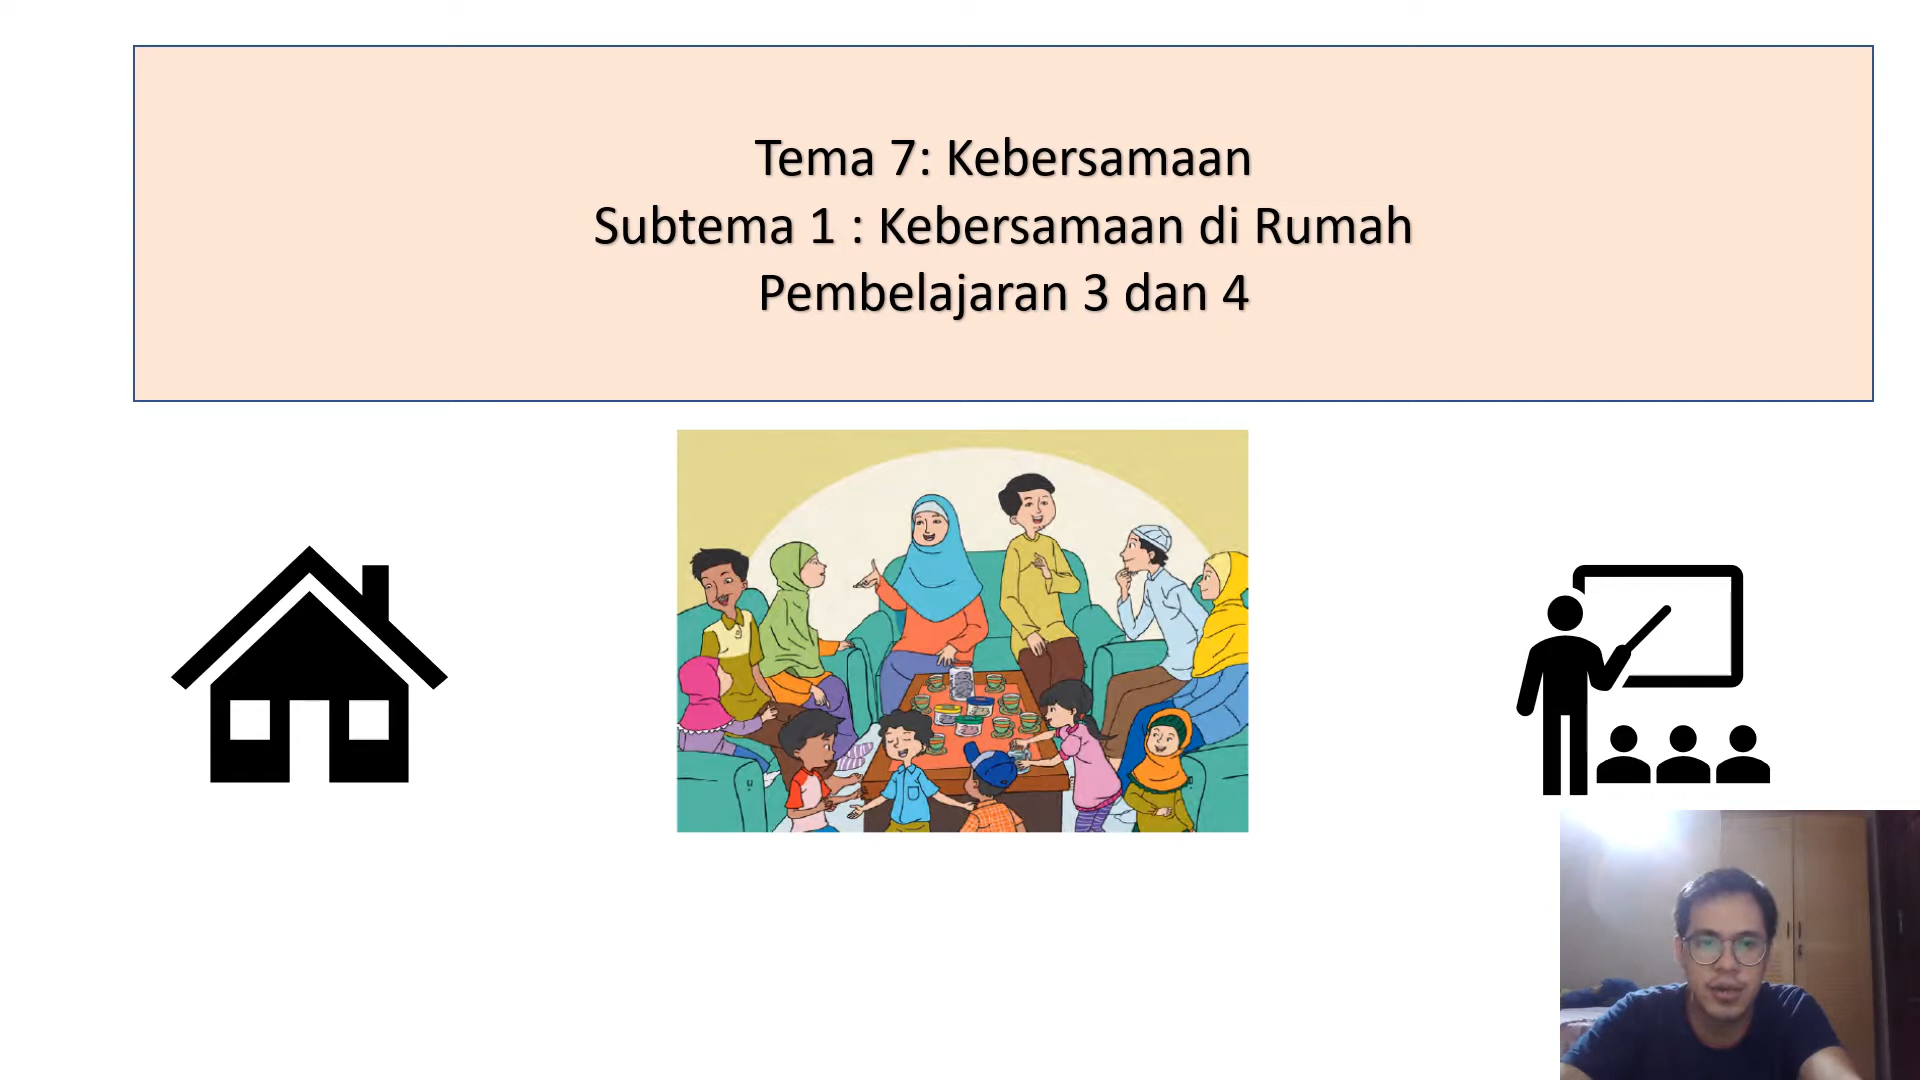 Tema 7: Kebersamaan
Subtema 1 : Kebersamaan di Rumah
Pembelajaran 3 dan 4